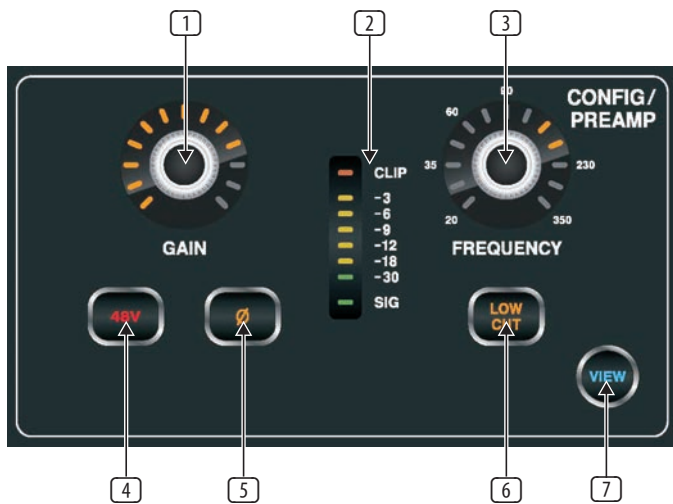 1 2 3
CONFIG/
PREAMP
60
35
230
20
350
CLIP
-3
-6
-9
-12
-18
-30
SIG
GAIN
FREQUENCY
48V
Ø
LOW
CUT
VIEW
4 5 6 7